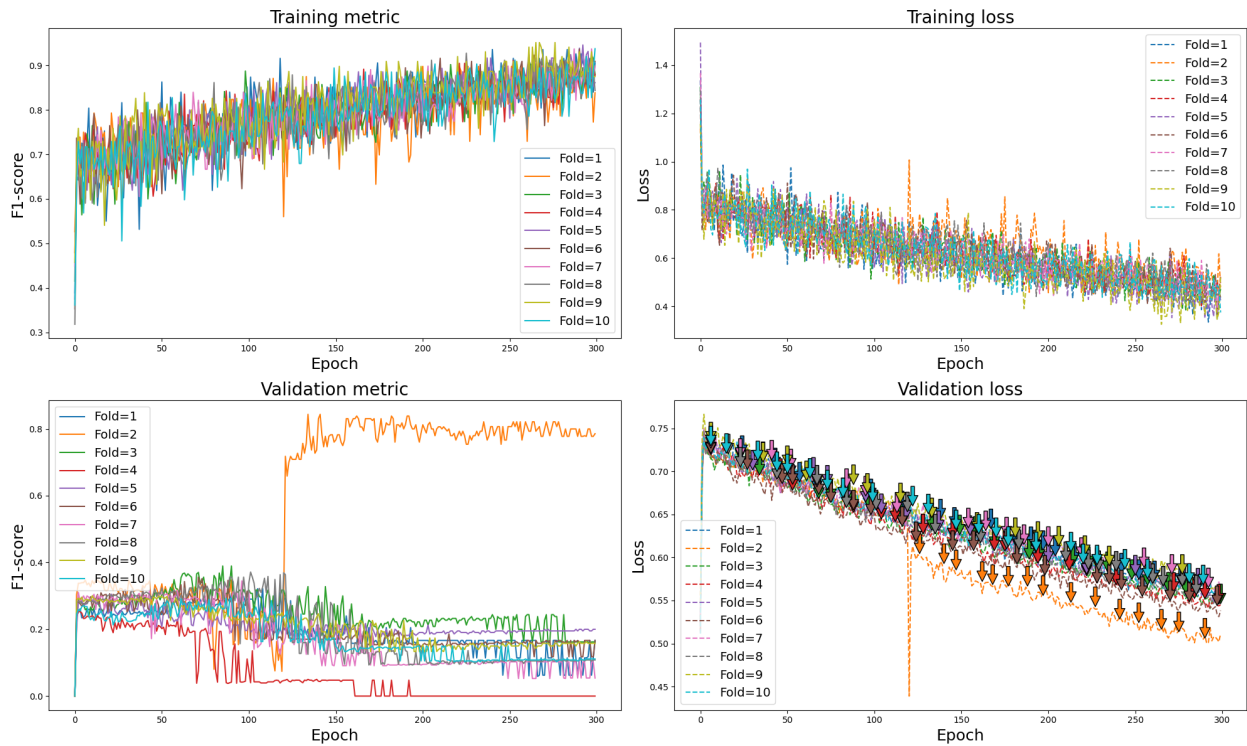 Training metric
F1-score
0.9
0.8
0.7
0.6
0.5
0.4
0.3
0
50
100
150
200
250
300
Epoch
Fold=1
Fold=2
Fold=3
Fold=4
Fold=5
Fold=6
Fold=7
Fold=8
Fold=9
Fold=10
Training loss
Loss
1.4
1.2
1.0
0.8
0.6
0.4
0
50
100
150
200
250
300
Epoch
Fold=1
Fold=2
Fold=3
Fold=4
Fold=5
Fold=6
Fold=7
Fold=8
Fold=9
Fold=10
Validation metric
F1-score
0.8
0.6
0.4
0.2
0.0
0
50
100
150
200
250
300
Epoch
Fold=1
Fold=2
Fold=3
Fold=4
Fold=5
Fold=6
Fold=7
Fold=8
Fold=9
Fold=10
Validation loss
Loss
0.75
0.70
0.65
0.60
0.55
0.50
0.45
0
50
100
150
200
250
300
Epoch
Fold=1
Fold=2
Fold=3
Fold=4
Fold=5
Fold=6
Fold=7
Fold=8
Fold=9
Fold=10